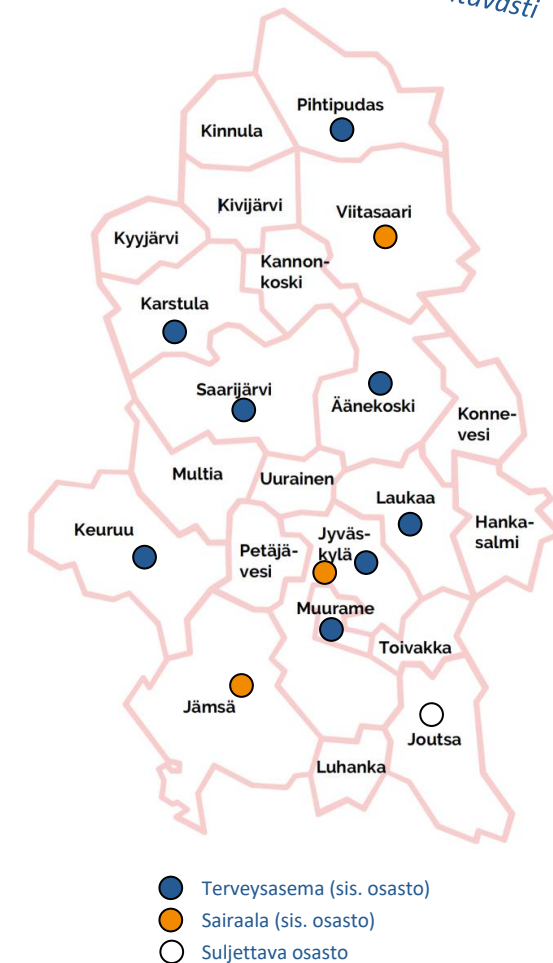 Pihtipudas
Kinnula
Kivijärvi
Viitasaari
Kyyjärvi
Kannon-
koski
Karstula
Saarijärvi
Äänekoski
Konne-
vesi
Multia
Uurainen
Laukaa
Keuruu
Petäjä-
vesi
Jyväs-
kylä
Hanka-
salmi
Muurame
Toivakka
Jämsä
Joutsa
Luhanka
Terveysasema (sis. osasto)
Sairaala (sis. osasto)
Suljettava osasto